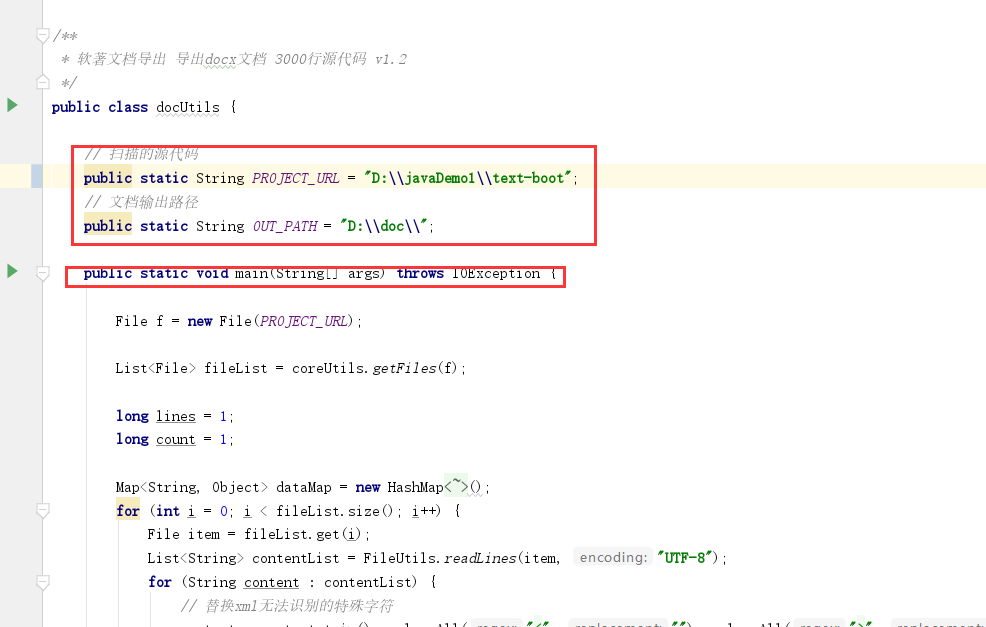 /**
 * 软著文档导出 导出docx文档 3000行源代码 v1.2
 */
public class docUtils {
// 扫描的源代码
public static String PROJECT_URL = "D:\\javaDemo1\\text-boot";
// 文档输出路径
public static String OUT_PATH = "D:\\doc\\";
public static void main(String[] args) throws IOException {
File f = new File(PROJECT_URL);
List<File> fileList = coreUtils.getFiles(f);
long lines = 1;
long count = 1;
Map<String, Object> dataMap = new HashMap<~>();
for (int i = 0; i < fileList.size(); i++) {
File item = fileList.get(i);
List<String> contentList = FileUtils.readLines(item, encoding: "UTF-8");
for (String content : contentList) {
// 替换xml无法识别的特殊字符